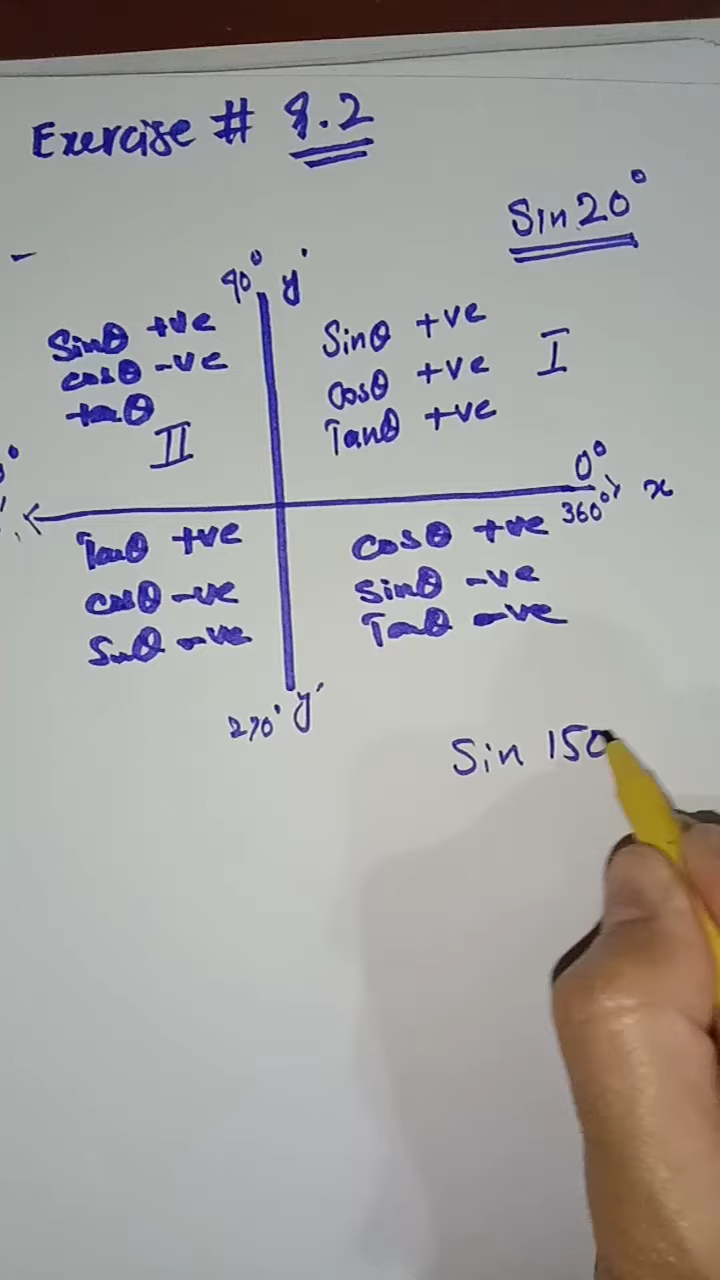 Exercise # 9.2
Sin 20°
90° y
Sinθ +ve
cosθ -ve
tanθ
II
Sinθ +ve
cosθ +ve
Tanθ +ve
I
0°
360° x
Tanθ +ve
cosθ -ve
Sinθ -ve
cosθ +ve
sinθ -ve
Tanθ -ve
270° y'
Sin 150